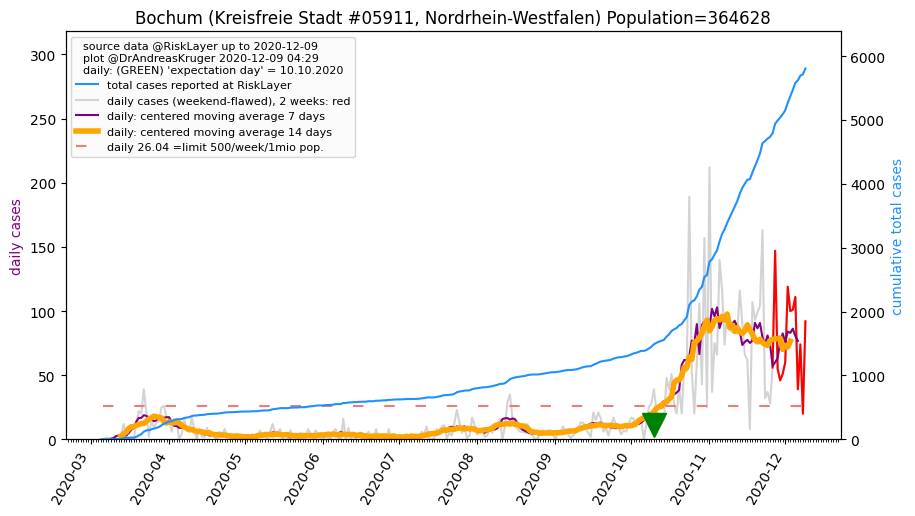 Bochum (Kreisfreie Stadt #05911, Nordrhein-Westfalen) Population=364628
source data @RiskLayer up to 2020-12-09
plot @DrAndreasKruger 2020-12-09 04:29
daily: (GREEN) 'expectation day' = 10.10.2020
total cases reported at RiskLayer
daily cases (weekend-flawed), 2 weeks: red
daily: centered moving average 7 days
daily: centered moving average 14 days
daily 26.04 =limit 500/week/1mio pop.
daily cases
300
250
200
150
100
50
0
cumulative total cases
6000
5000
4000
3000
2000
1000
0
2020-03
2020-04
2020-05
2020-06
2020-07
2020-08
2020-09
2020-10
2020-11
2020-12